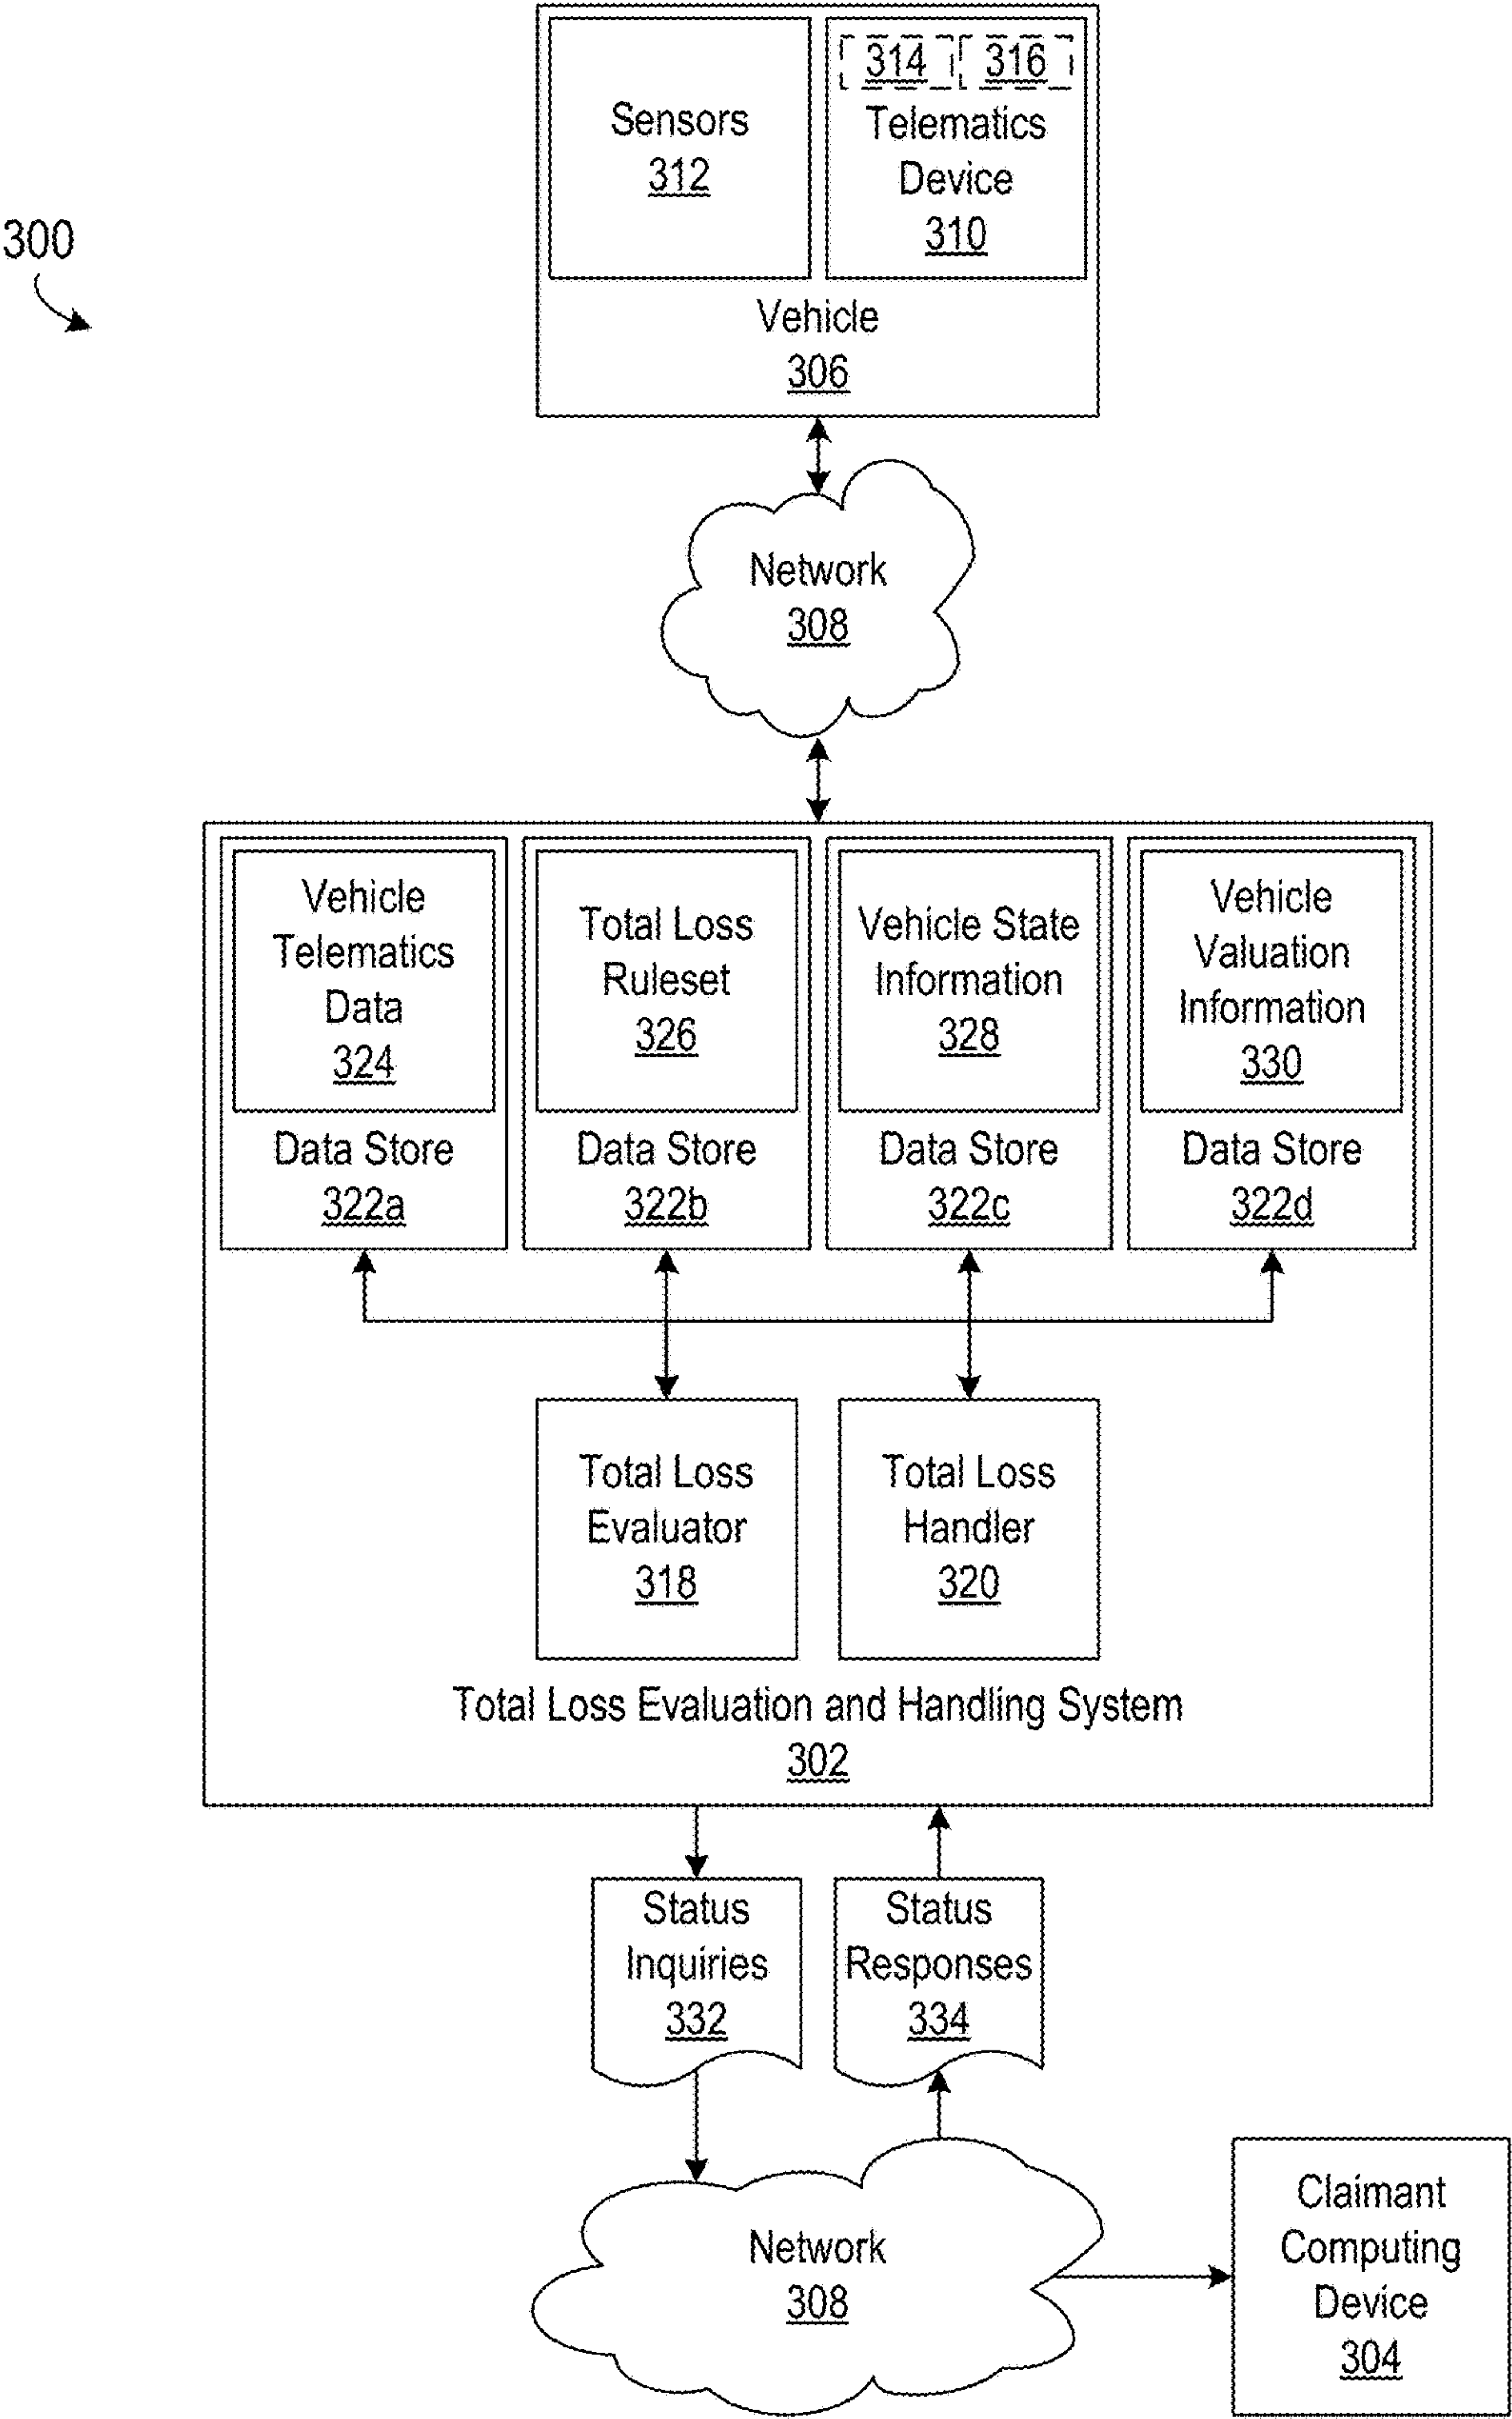 300
Sensors
312
314
316
Telematics
Device
310
Vehicle
306
Network
308
Vehicle
Telematics
Data
324
Data Store
322a
Total Loss
Ruleset
326
Data Store
322b
Vehicle State
Information
328
Data Store
322c
Vehicle
Valuation
Information
330
Data Store
322d
Total Loss
Evaluator
318
Total Loss
Handler
320
Total Loss Evaluation and Handling System
302
Status
Inquiries
332
Status
Responses
334
Network
308
Claimant
Computing
Device
304